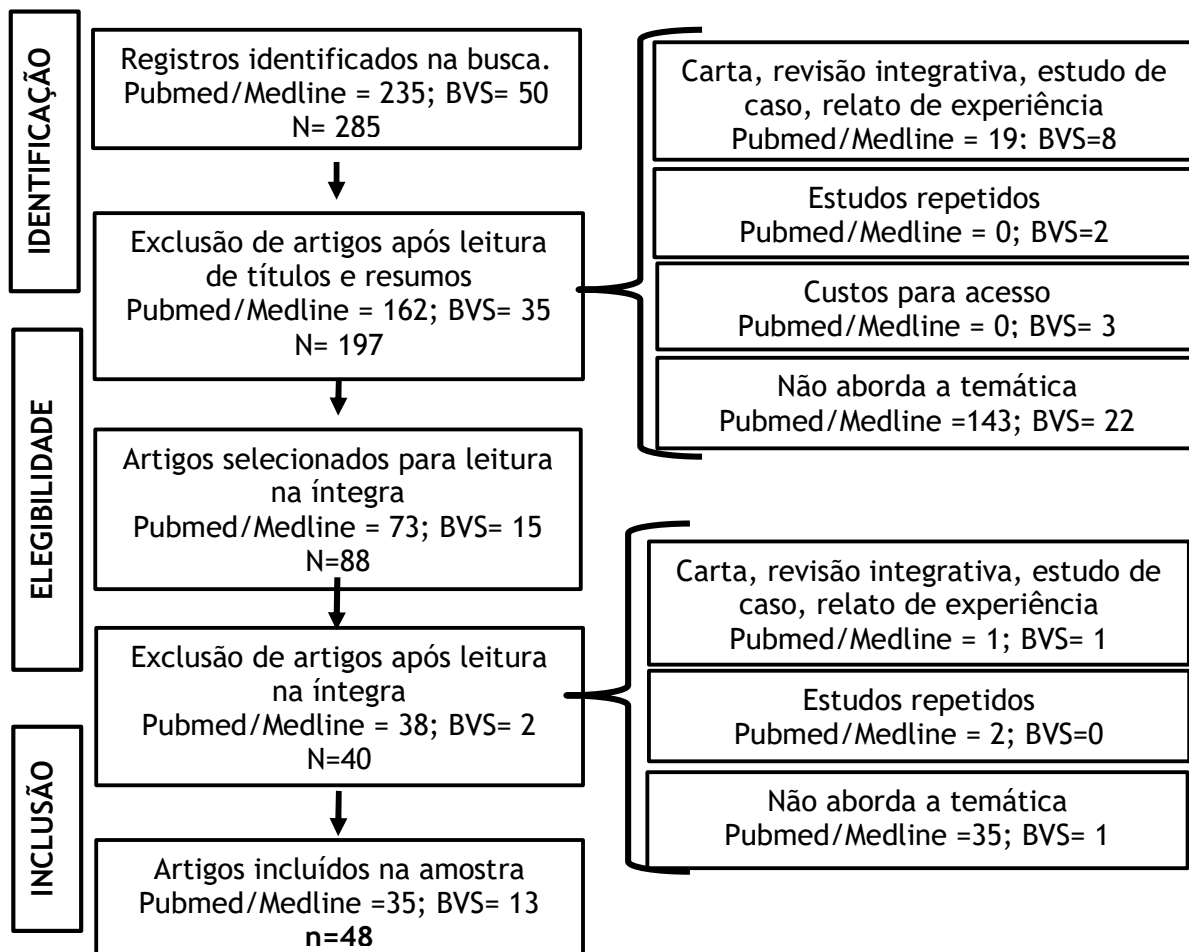 IDENTIFICAÇÃO
Registros identificados na busca.
Pubmed/Medline = 235; BVS= 50
N= 285
Exclusão de artigos após leitura
de títulos e resumos
Pubmed/Medline = 162; BVS= 35
N= 197
Carta, revisão integrativa, estudo de
caso, relato de experiência
Pubmed/Medline = 19; BVS=8
Estudos repetidos
Pubmed/Medline = 0; BVS=2
Custos para acesso
Pubmed/Medline = 0; BVS= 3
Não aborda a temática
Pubmed/Medline =143; BVS= 22
ELEGIBILIDADE
Artigos selecionados para leitura
na íntegra
Pubmed/Medline = 73; BVS= 15
N=88
Exclusão de artigos após leitura
na íntegra
Pubmed/Medline = 38; BVS= 2
N=40
Carta, revisão integrativa, estudo de
caso, relato de experiência
Pubmed/Medline = 1; BVS= 1
Estudos repetidos
Pubmed/Medline = 2; BVS=0
Não aborda a temática
Pubmed/Medline =35; BVS= 1
INCLUSÃO
Artigos incluídos na amostra
Pubmed/Medline =35; BVS= 13
n=48